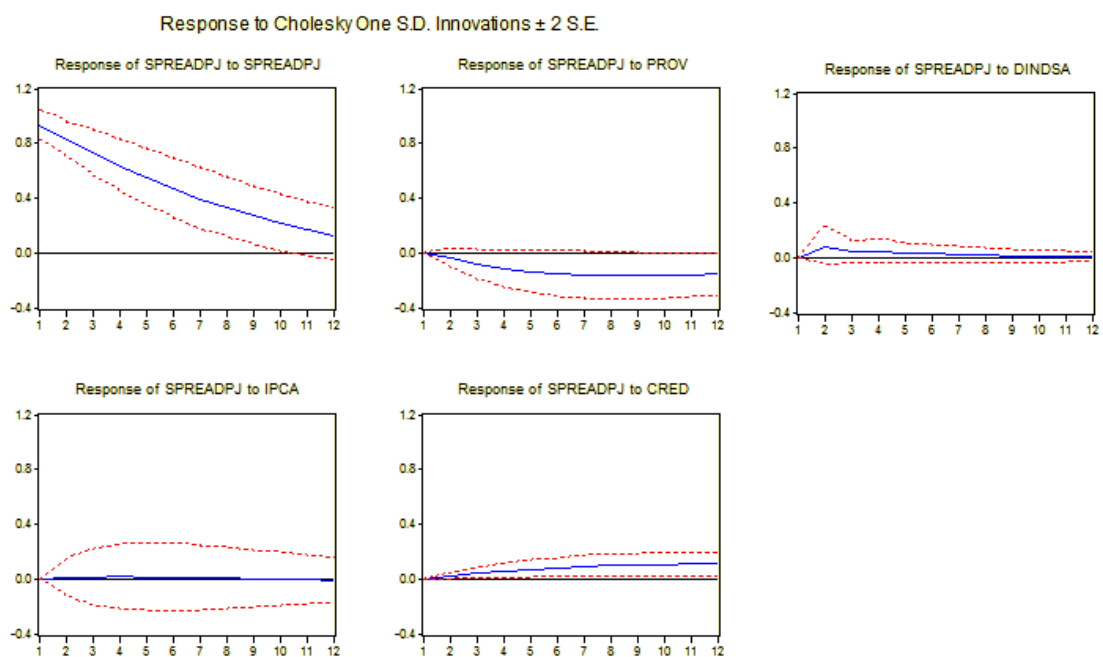 Response to Cholesky One S.D. Innovations ± 2 S.E.
Response of SPREADPJ to SPREADPJ
1.2
0.8
0.4
0.0
-0.4
1 2 3 4 5 6 7 8 9 10 11 12
Response of SPREADPJ to PROV
1.2
0.8
0.4
0.0
-0.4
1 2 3 4 5 6 7 8 9 10 11 12
Response of SPREADPJ to DINDSA
1.2
0.8
0.4
0.0
-0.4
1 2 3 4 5 6 7 8 9 10 11 12
Response of SPREADPJ to IPCA
1.2
0.8
0.4
0.0
-0.4
1 2 3 4 5 6 7 8 9 10 11 12
Response of SPREADPJ to CRED
1.2
0.8
0.4
0.0
-0.4
1 2 3 4 5 6 7 8 9 10 11 12